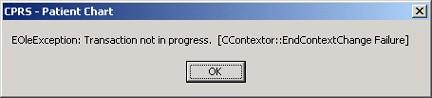 CPRS - Patient Chart
EOleException: Transaction not in progress. [CContextor::EndContextChange Failure]
OK